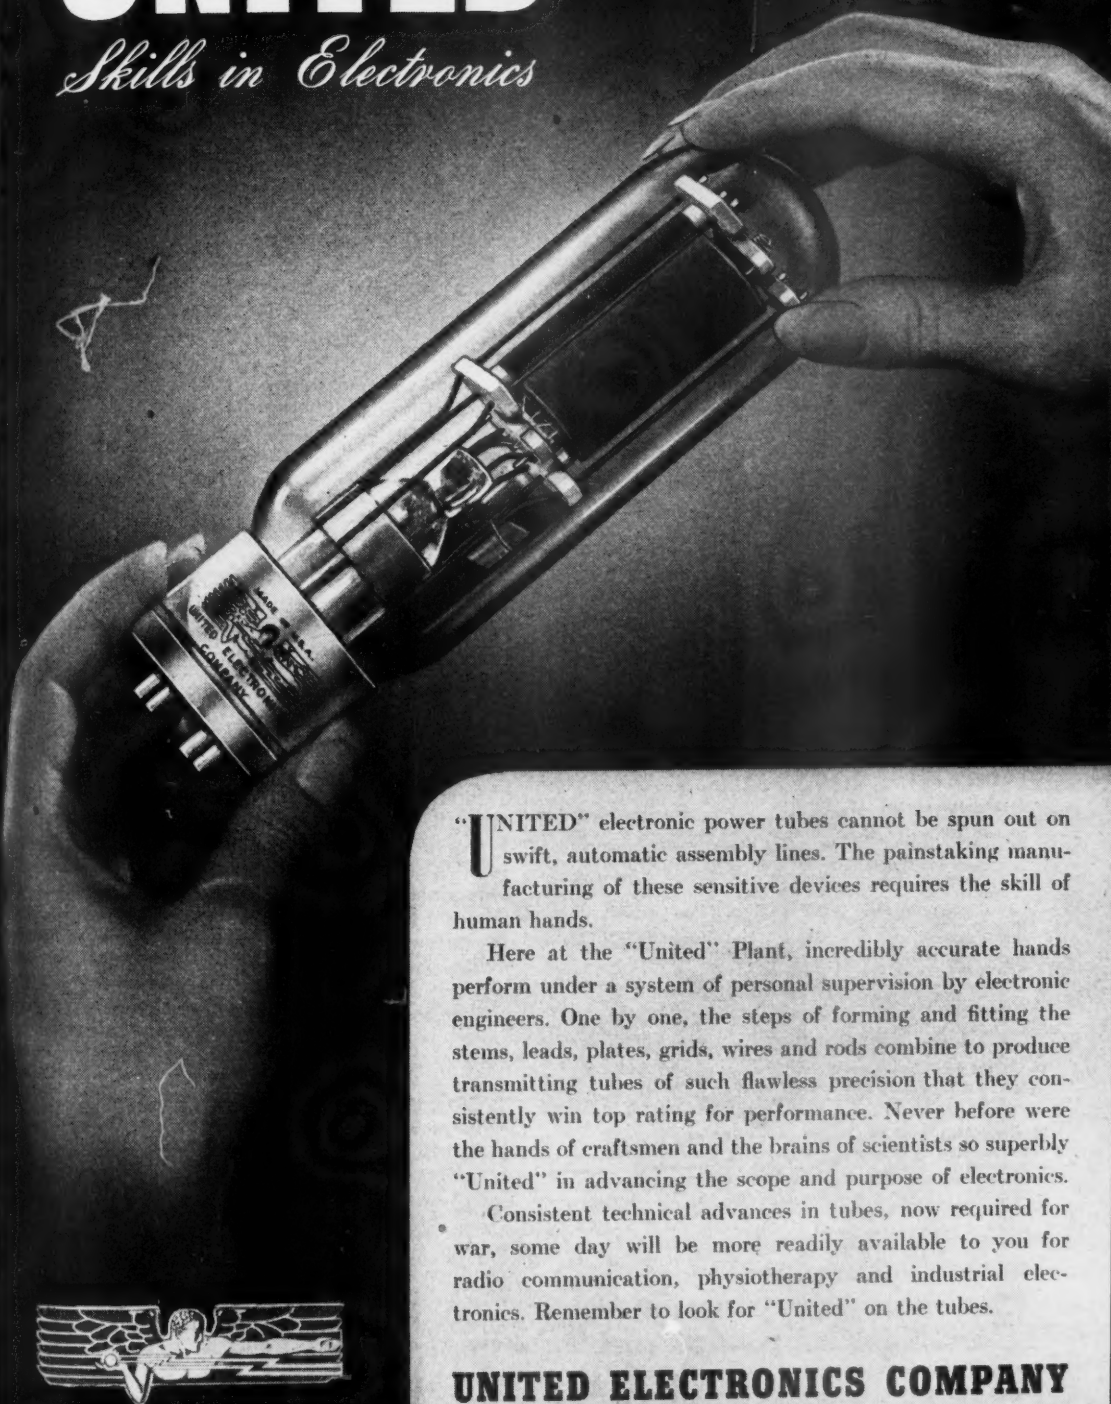 UNITED
Skills in Electronics
MADE IN U.S.A.
UNITED ELECTRONICS
COMPANY
“UNITED” electronic power tubes cannot be spun out on
swift, automatic assembly lines. The painstaking manu-
facturing of these sensitive devices requires the skill of
human hands.
Here at the “United” Plant, incredibly accurate hands
perform under a system of personal supervision by electronic
engineers. One by one, the steps of forming and fitting the
stems, leads, plates, grids, wires and rods combine to produce
transmitting tubes of such flawless precision that they con-
sistently win top rating for performance. Never before were
the hands of craftsmen and the brains of scientists so superbly
“United” in advancing the scope and purpose of electronics.
Consistent technical advances in tubes, now required for
war, some day will be more readily available to you for
radio communication, physiotherapy and industrial elec-
tronics. Remember to look for “United” on the tubes.
UNITED ELECTRONICS COMPANY